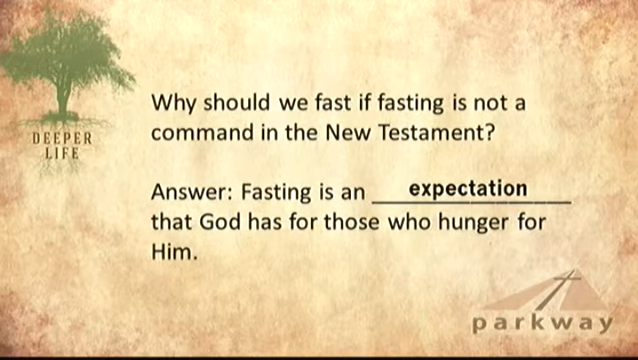 DEEPER
LIFE
Why should we fast if fasting is not a
command in the New Testament?
Answer: Fasting is an expectation
that God has for those who hunger for
Him.
parkway